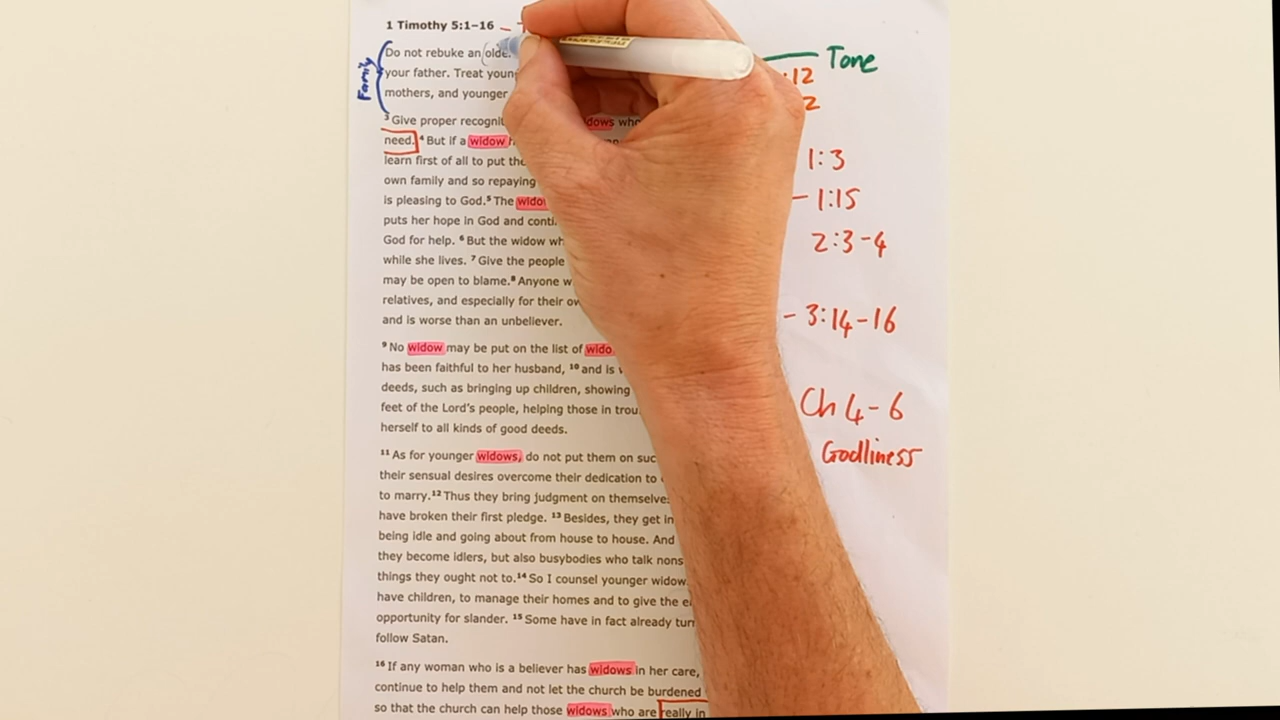 1 Timothy 5:1–16
Do not rebuke an olde
your father. Treat youn
mothers, and younger
Family
Tone
:12
2
1:3
- 1:15
2:3-4
- 3:14-16
Ch 4-6
Godliness
3 Give proper recognit dows who
need. 4 But if a widow
learn first of all to put the
own family and so repaying
is pleasing to God. 5 The wido
puts her hope in God and conti
God for help. 6 But the widow wh
while she lives. 7 Give the people
may be open to blame. 8 Anyone w
relatives, and especially for their ow
and is worse than an unbeliever.
9 No widow may be put on the list of wido
has been faithful to her husband, 10 and is
deeds, such as bringing up children, showing
feet of the Lord's people, helping those in trou
herself to all kinds of good deeds.
11 As for younger widows, do not put them on suc
their sensual desires overcome their dedication to
to marry. 12 Thus they bring judgment on themselve
have broken their first pledge. 13 Besides, they get in
being idle and going about from house to house. And
they become idlers, but also busybodies who talk nons
things they ought not to. 14 So I counsel younger widow
have children, to manage their homes and to give the e
opportunity for slander. 15 Some have in fact already turn
follow Satan.
16 If any woman who is a believer has widows in her care,
continue to help them and not let the church be burdened
so that the church can help those widows who are really in